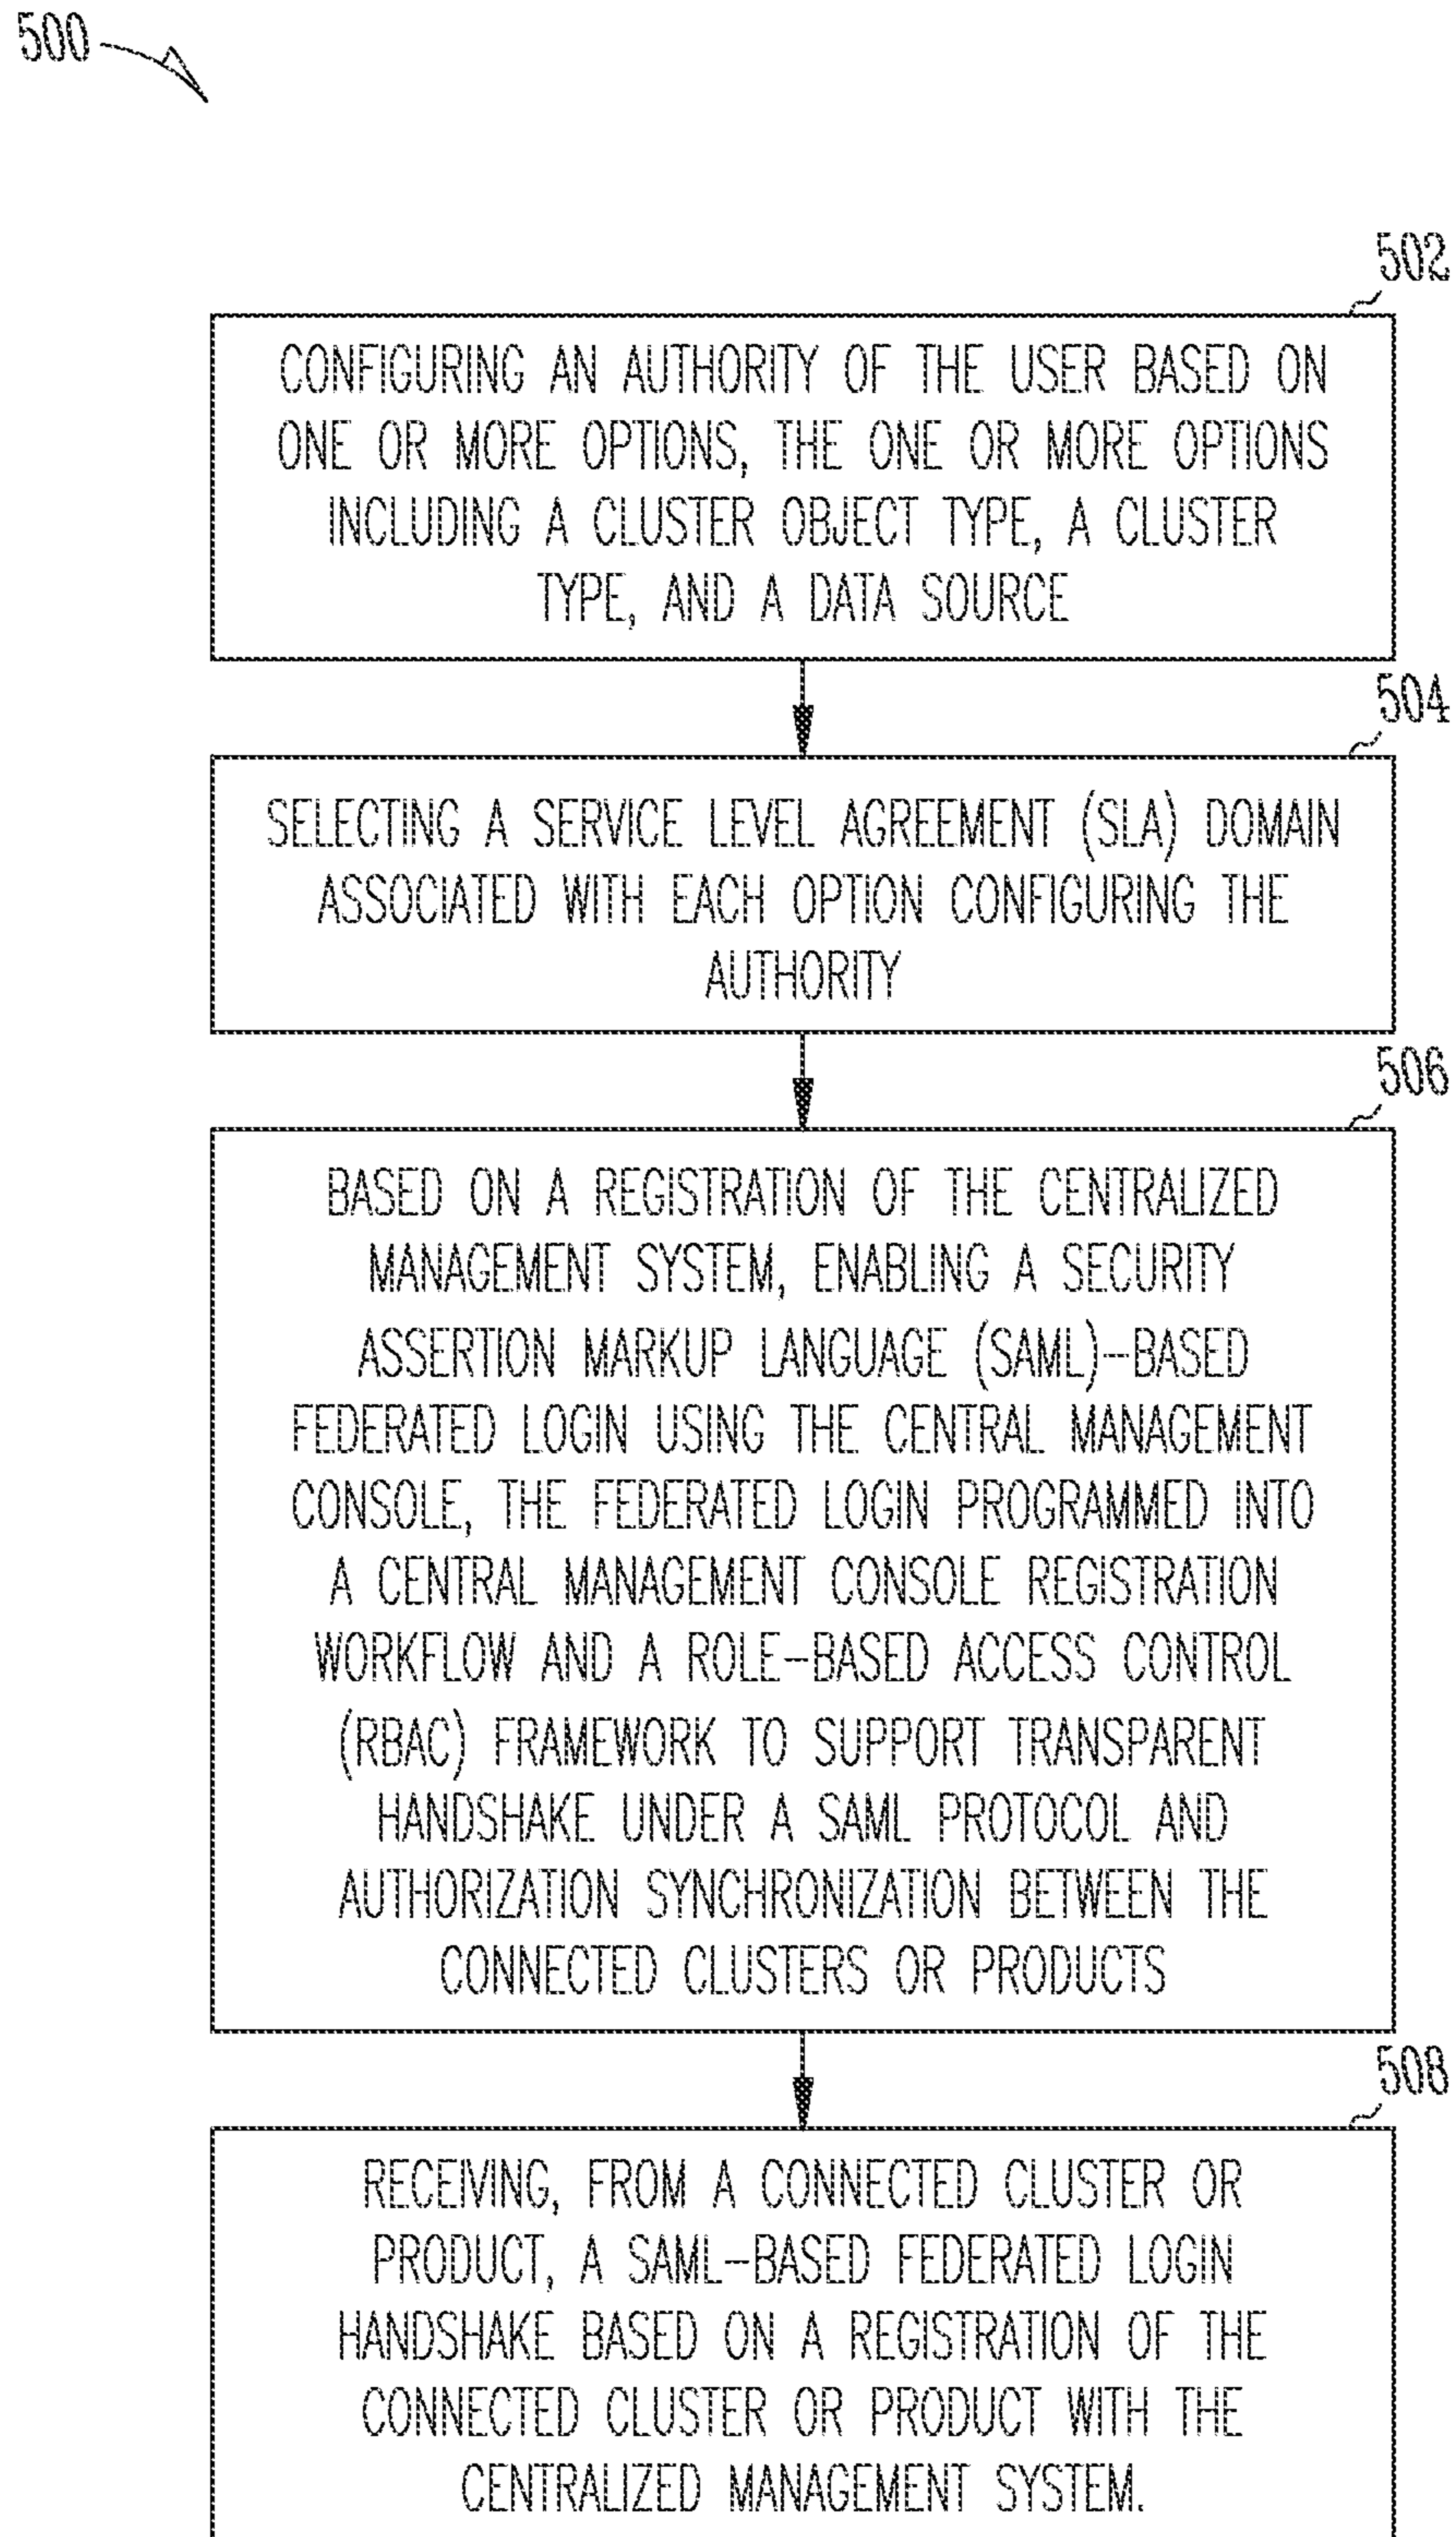 500
502
CONFIGURING AN AUTHORITY OF THE USER BASED ON
ONE OR MORE OPTIONS, THE ONE OR MORE OPTIONS
INCLUDING A CLUSTER OBJECT TYPE, A CLUSTER
TYPE, AND A DATA SOURCE
504
SELECTING A SERVICE LEVEL AGREEMENT (SLA) DOMAIN
ASSOCIATED WITH EACH OPTION CONFIGURING THE
AUTHORITY
506
BASED ON A REGISTRATION OF THE CENTRALIZED
MANAGEMENT SYSTEM, ENABLING A SECURITY
ASSERTION MARKUP LANGUAGE (SAML)-BASED
FEDERATED LOGIN USING THE CENTRAL MANAGEMENT
CONSOLE, THE FEDERATED LOGIN PROGRAMMED INTO
A CENTRAL MANAGEMENT CONSOLE REGISTRATION
WORKFLOW AND A ROLE-BASED ACCESS CONTROL
(RBAC) FRAMEWORK TO SUPPORT TRANSPARENT
HANDSHAKE UNDER A SAML PROTOCOL AND
AUTHORIZATION SYNCHRONIZATION BETWEEN THE
CONNECTED CLUSTERS OR PRODUCTS
508
RECEIVING, FROM A CONNECTED CLUSTER OR
PRODUCT, A SAML-BASED FEDERATED LOGIN
HANDSHAKE BASED ON A REGISTRATION OF THE
CONNECTED CLUSTER OR PRODUCT WITH THE
CENTRALIZED MANAGEMENT SYSTEM.